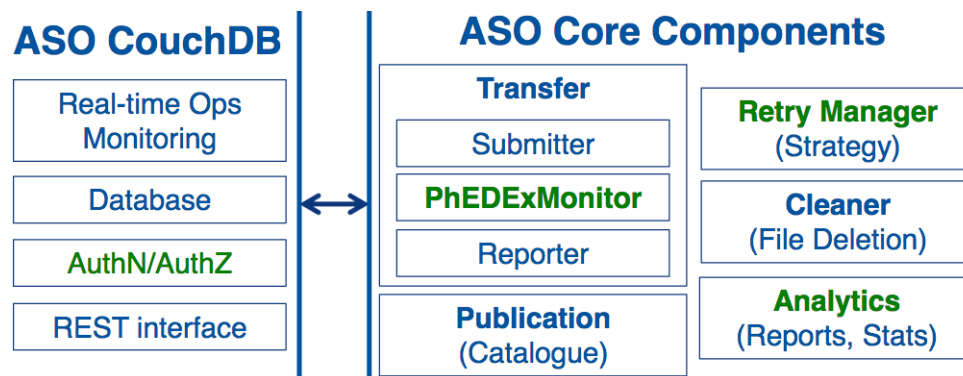 ASO CouchDB
Real-time Ops
Monitoring
Database
AuthN/AuthZ
REST interface
ASO Core Components
Transfer
Submitter
PhEDExMonitor
Reporter
Publication
(Catalogue)
Retry Manager
(Strategy)
Cleaner
(File Deletion)
Analytics
(Reports, Stats)